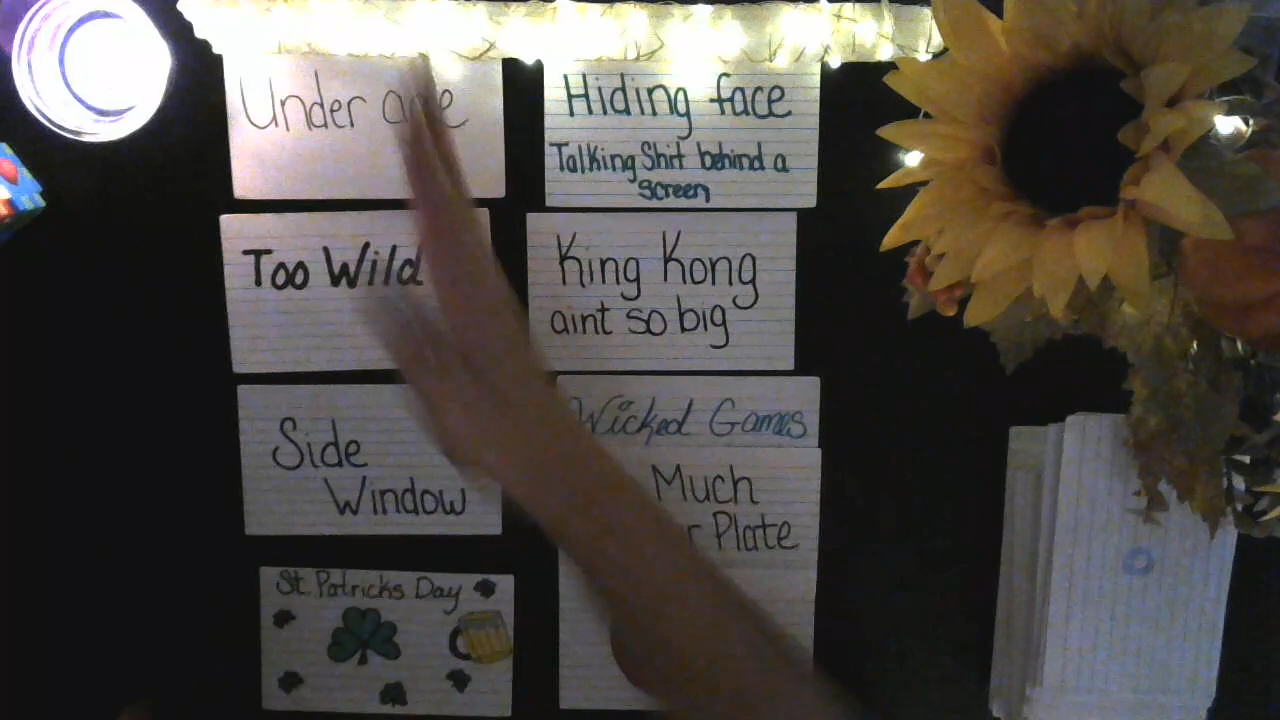 Under age
Hiding face
Talking Shit behind a
screen
Too Wild
King Kong
aint so big
Side
Window
Wicked Games
Much
Plate
St. Patricks Day